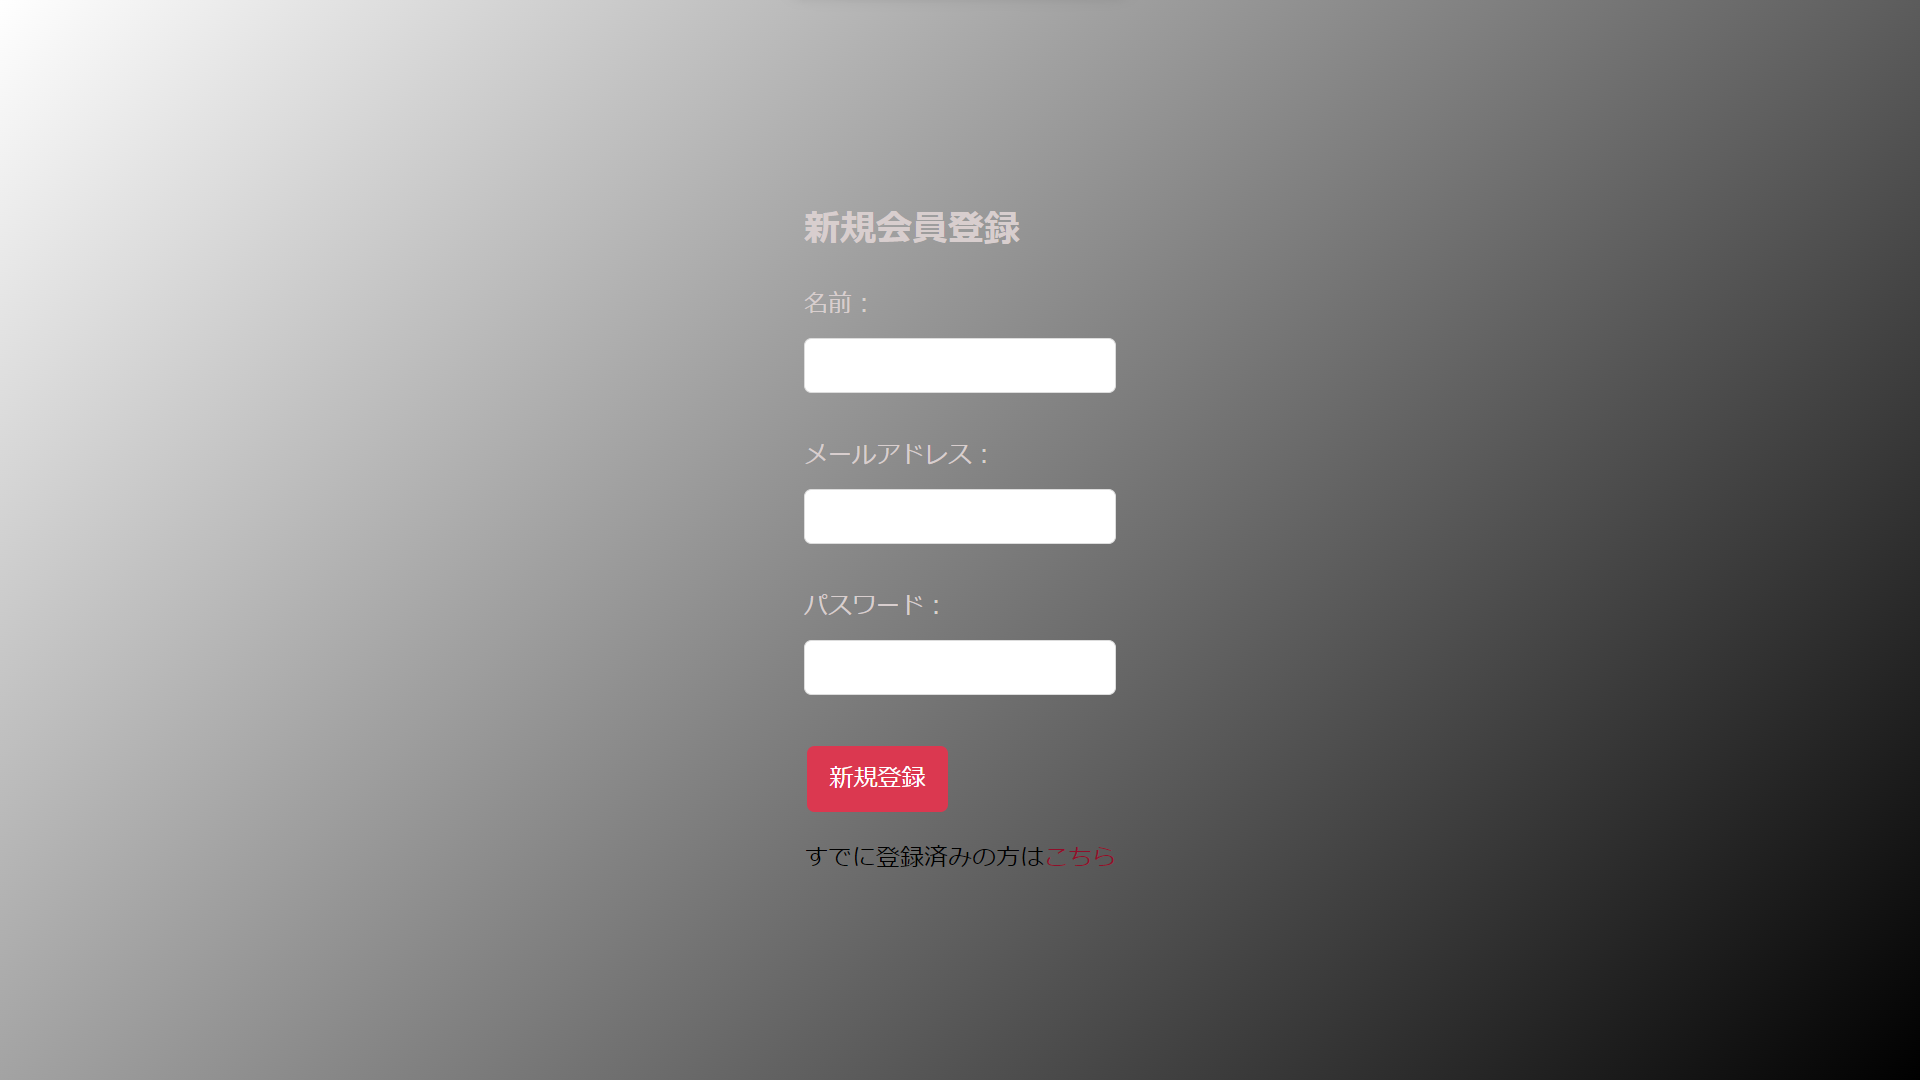 新規会員登録
名前：
メールアドレス：
パスワード：
新規登録
すでに登録済みの方はこちら